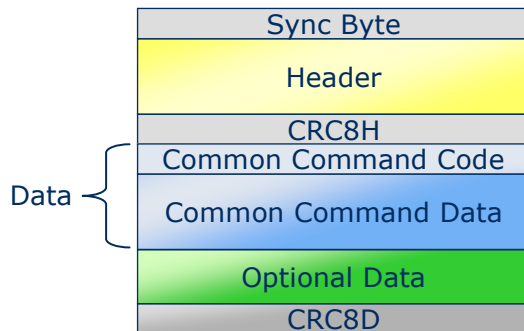 Sync Byte
Header
CRC8H
Common Command Code
Data
Common Command Data
Optional Data
CRC8D